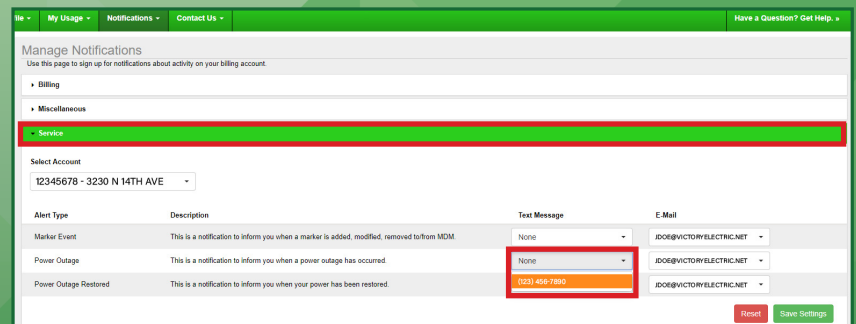 ile My Usage Notifications Contact Us Have a Question? Get Help. »
Manage Notifications
Use this page to sign up for notifications about activity on your billing account.
Billing
Miscellaneous
Service
Select Account
12345678 - 3230 N 14TH AVE
Alert Type Description Text Message E-Mail
Marker Event This is a notification to inform you when a marker is added, modified, removed to/from MDM. None JDOE@VICTORYELECTRIC.NET
Power Outage This is a notification to inform you when a power outage has occurred. None JDOE@VICTORYELECTRIC.NET
(123) 456-7890
Power Outage Restored This is a notification to inform you when your power has been restored. JDOE@VICTORYELECTRIC.NET
Reset Save Settings